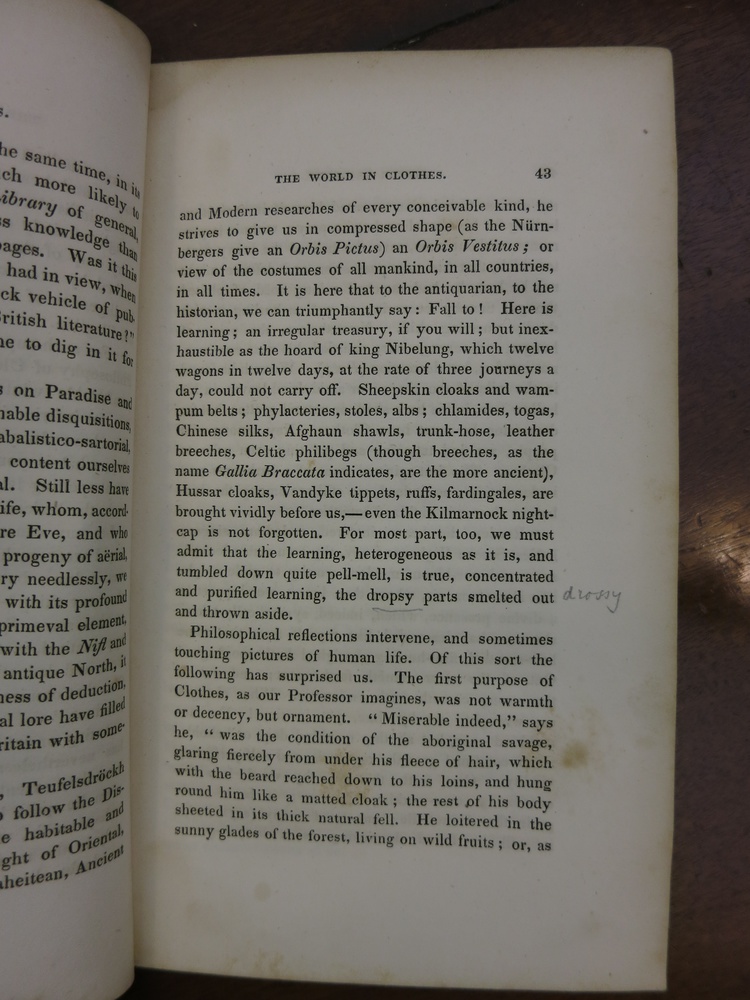 s.
he same time, in its
ch more likely to
ibrary of general,
ss knowledge than
pages. Was it this
had in view, when
ck vehicle of pub-
British literature?"
me to dig in it for
s on Paradise and
nable disquisitions,
abalistico-sartorial,
content ourselves
al. Still less have
ife, whom, accord-
re Eve, and who
progeny of aërial,
ry needlessly, we
with its profound
primeval element,
with the Nifl and
antique North, it
ness of deduction,
al lore have filled
ritain with some-
, Teufelsdröckh
o follow the Dis-
e habitable and
ght of Oriental,
aheitean, Ancient
THE WORLD IN CLOTHES. 43
and Modern researches of every conceivable kind, he
strives to give us in compressed shape (as the Nürn-
bergers give an Orbis Pictus) an Orbis Vestitus; or
view of the costumes of all mankind, in all countries,
in all times. It is here that to the antiquarian, to the
historian, we can triumphantly say: Fall to! Here is
learning; an irregular treasury, if you will; but inex-
haustible as the hoard of king Nibelung, which twelve
wagons in twelve days, at the rate of three journeys a
day, could not carry off. Sheepskin cloaks and wam-
pum belts; phylacteries, stoles, albs; chlamides, togas,
Chinese silks, Afghaun shawls, trunk-hose, leather
breeches, Celtic philibegs (though breeches, as the
name Gallia Braccata indicates, are the more ancient),
Hussar cloaks, Vandyke tippets, ruffs, fardingales, are
brought vividly before us,—even the Kilmarnock night-
cap is not forgotten. For most part, too, we must
admit that the learning, heterogeneous as it is, and
tumbled down quite pell-mell, is true, concentrated
and purified learning, the dropsy parts smelted out drossy
and thrown aside.
Philosophical reflections intervene, and sometimes
touching pictures of human life. Of this sort the
following has surprised us. The first purpose of
Clothes, as our Professor imagines, was not warmth
or decency, but ornament. "Miserable indeed," says
he, "was the condition of the aboriginal savage,
glaring fiercely from under his fleece of hair, which
with the beard reached down to his loins, and hung
round him like a matted cloak; the rest of his body
sheeted in its thick natural fell. He loitered in the
sunny glades of the forest, living on wild fruits; or, as